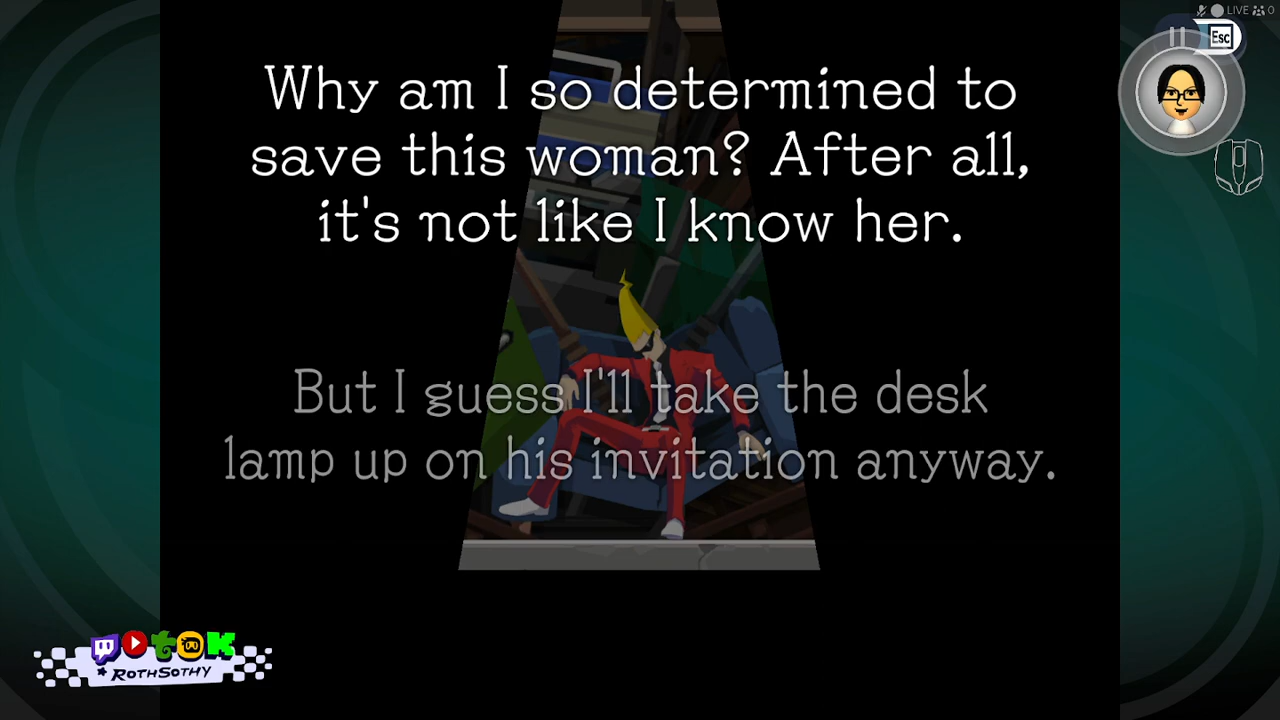 LIVE 0
Esc
Why am I so determined to
save this woman? After all,
it's not like I know her.
But I guess I'll take the desk
lamp up on his invitation anyway.
ROTHSOTHY